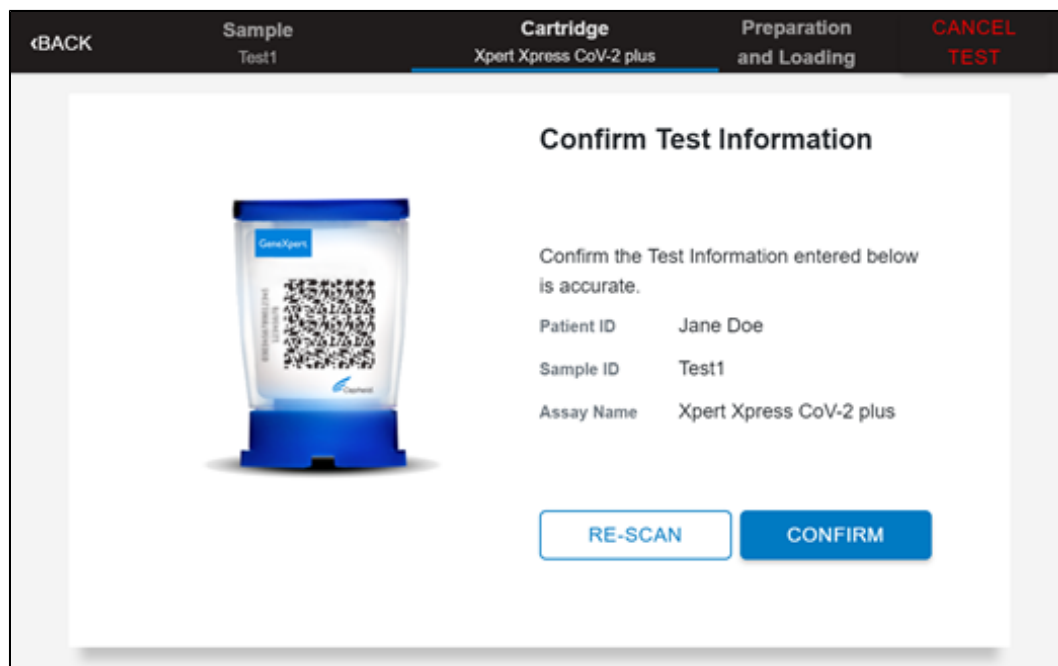 ‹BACK
Sample
Test1
Cartridge
Xpert Xpress CoV-2 plus
Preparation
and Loading
CANCEL
TEST
Confirm Test Information
GeneXpert
Cepheid
Confirm the Test Information entered below
is accurate.
Patient ID Jane Doe
Sample ID Test1
Assay Name Xpert Xpress CoV-2 plus
RE-SCAN
CONFIRM